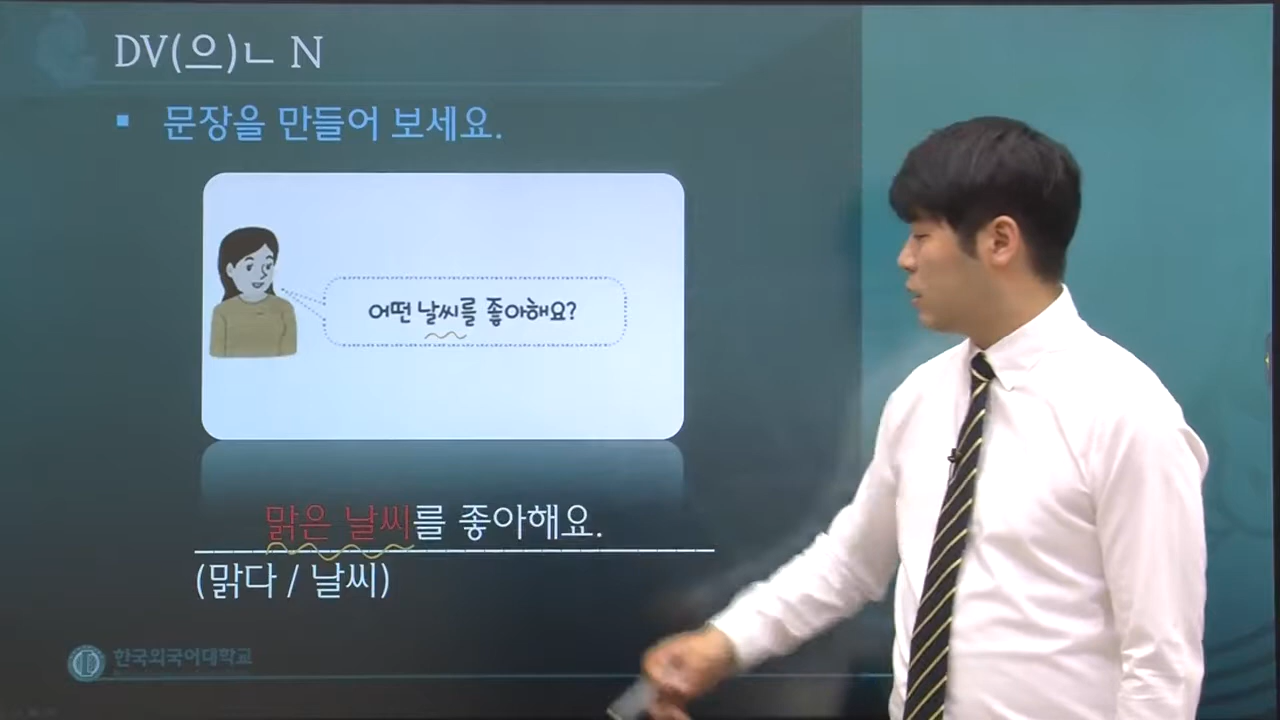 DV(으)ㄴ N
▪ 문장을 만들어 보세요.
어떤 날씨를 좋아해요?
맑은 날씨를 좋아해요.
(맑다 / 날씨)
한국외국어대학교